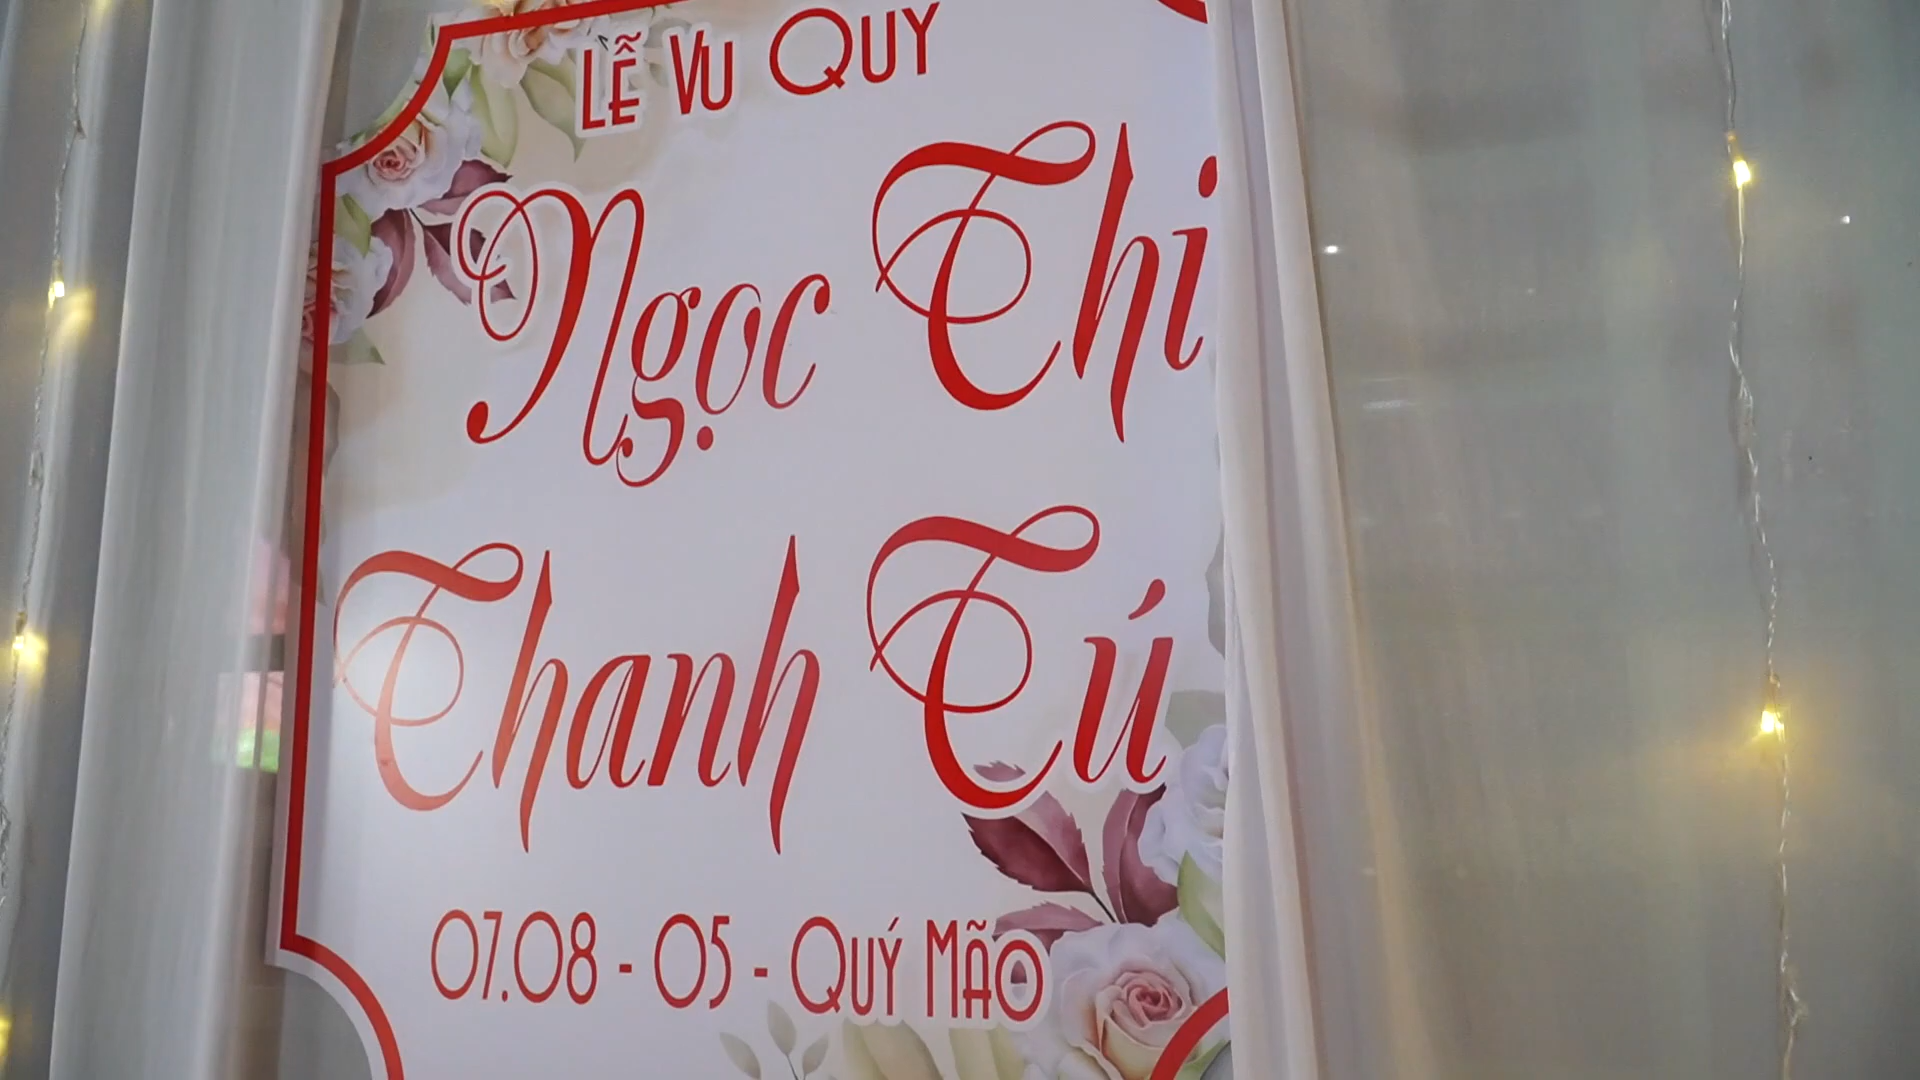 LỄ VU QUY
Ngọc Thi
Thanh Tú
07.08 - 05 - QUÝ MÃO